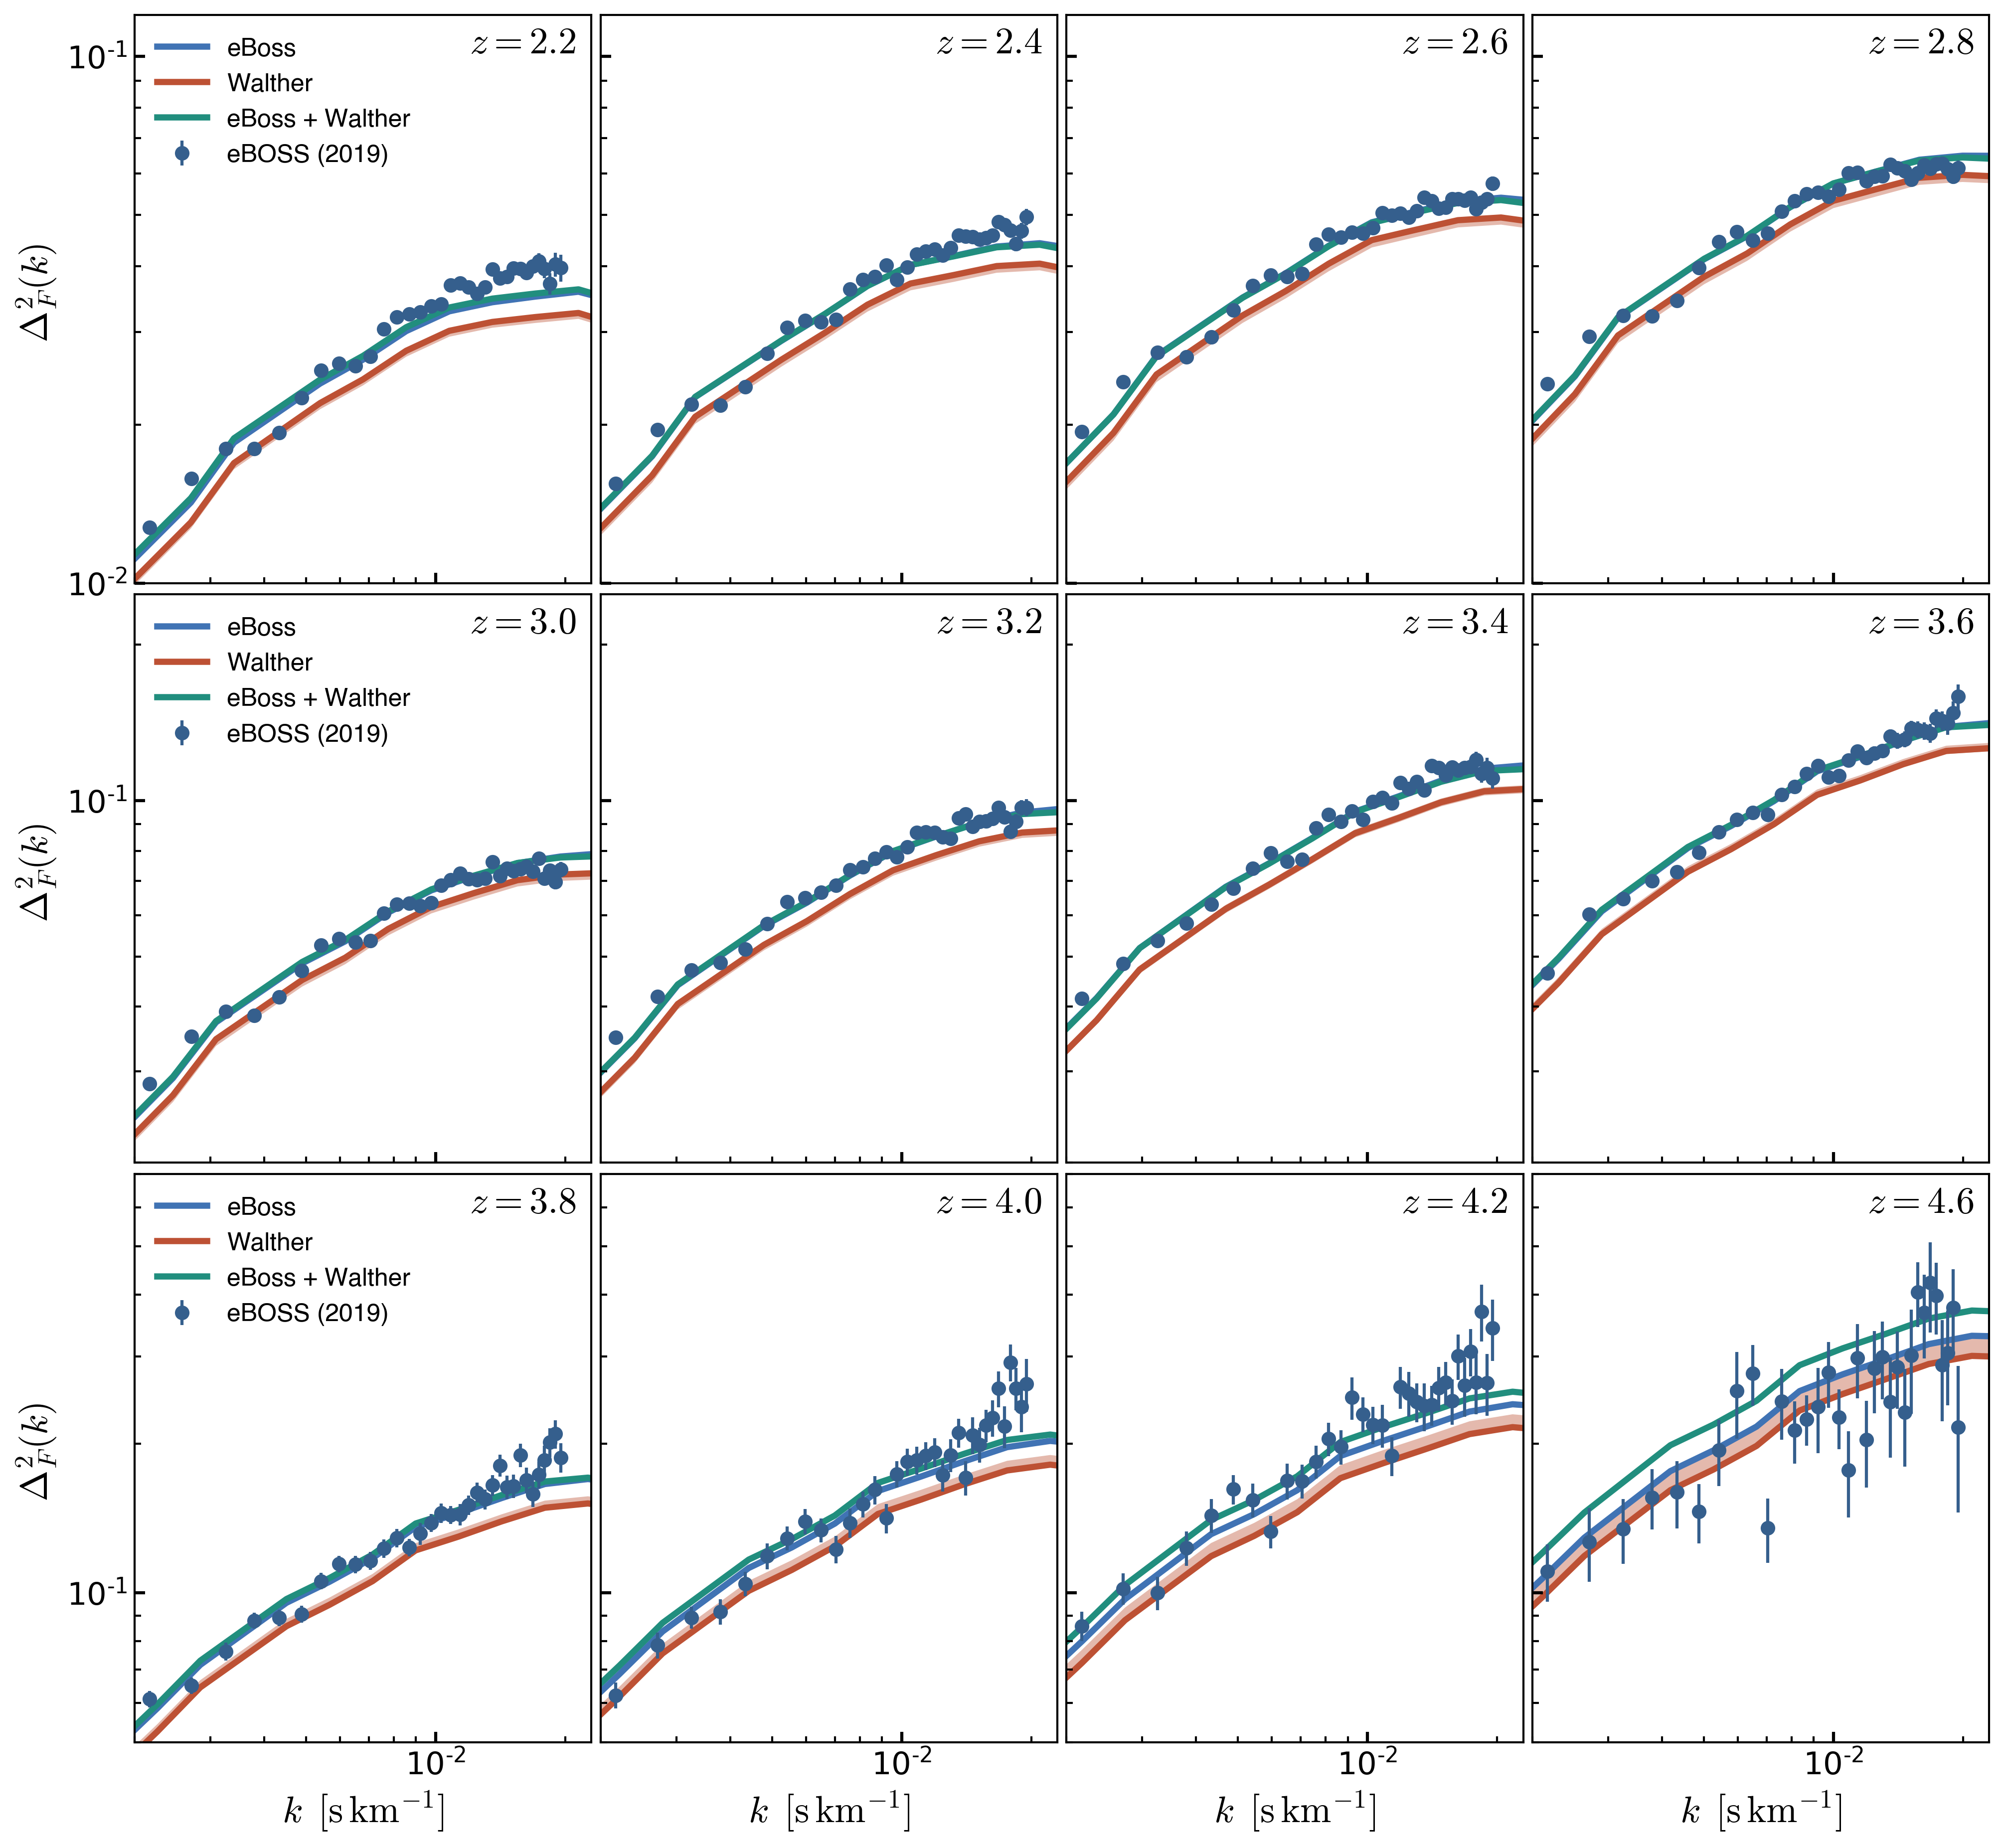 10⁻¹
10⁻²
Δ²_F(k)
eBoss
Walther
eBoss + Walther
eBOSS (2019)
z = 2.2
z = 2.4
z = 2.6
z = 2.8
10⁻¹
Δ²_F(k)
eBoss
Walther
eBoss + Walther
eBOSS (2019)
z = 3.0
z = 3.2
z = 3.4
z = 3.6
10⁻¹
Δ²_F(k)
eBoss
Walther
eBoss + Walther
eBOSS (2019)
z = 3.8
z = 4.0
z = 4.2
z = 4.6
10⁻²
10⁻²
10⁻²
10⁻²
k [s km⁻¹]
k [s km⁻¹]
k [s km⁻¹]
k [s km⁻¹]